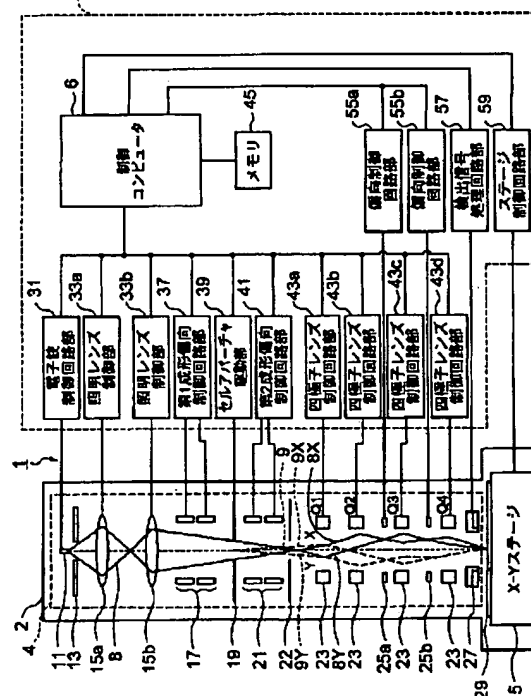 13
6
制御
コンピュータ
45
メモリ
55a
偏向制御
回路部
55b
偏向制御
回路部
57
検出信号
処理回路部
59
ステージ
制御回路部
31
電子銃
制御回路部
33a
照明レンズ
制御部
33b
照明レンズ
制御部
37
第1成形偏向
制御回路部
39
セルアパーチャ
駆動部
41
第2成形偏向
制御回路部
43a
四極子レンズ
制御回路部
43b
四極子レンズ
制御回路部
43c
四極子レンズ
制御回路部
43d
四極子レンズ
制御回路部
1
9
9X
8X
Q1
Q2
Q3
Q4
X
Y
X-Yステージ
2
4
11
13
15a
8
15b
17
19
21
22
9Y
23
8Y
23
25a
23
25b
23
27
29
5